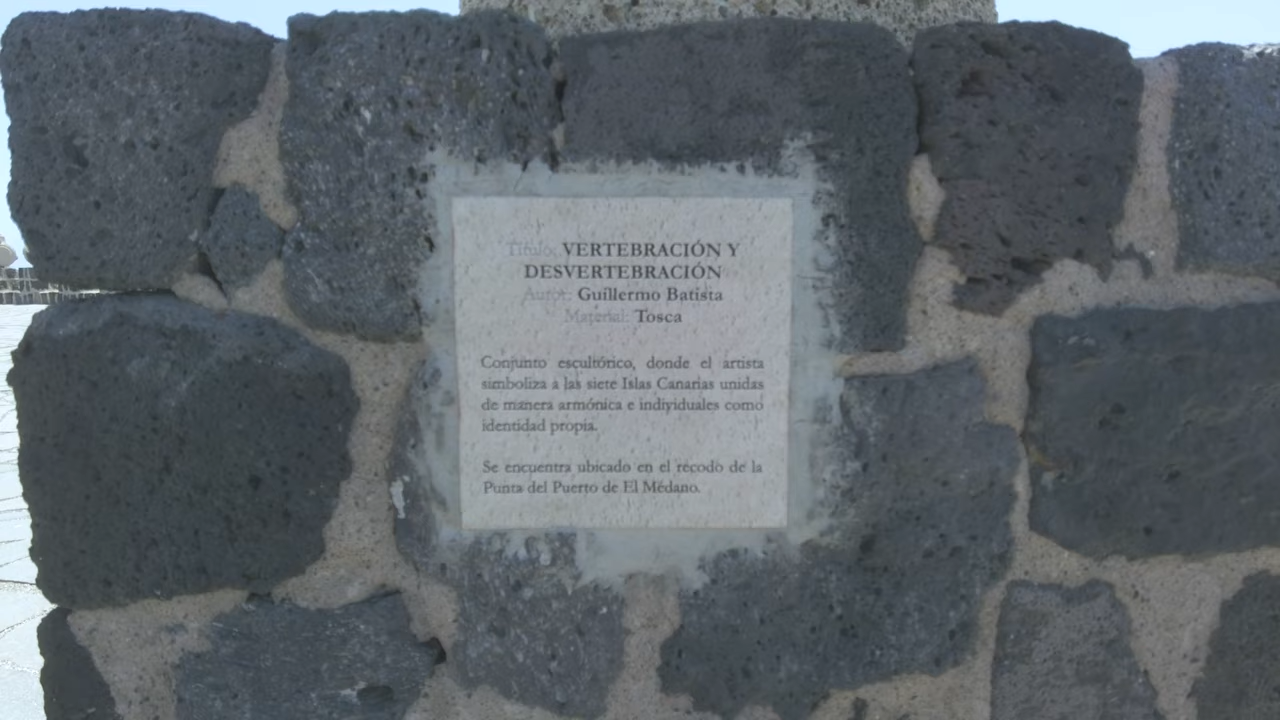 Título: VERTEBRACIÓN Y
DESVERTEBRACIÓN
Autor: Guillermo Batista
Material: Tosca
Conjunto escultórico, donde el artista
simboliza a las siete Islas Canarias unidas
de manera armónica e individuales como
identidad propia.
Se encuentra ubicado en el recodo de la
Punta del Puerto de El Médano.